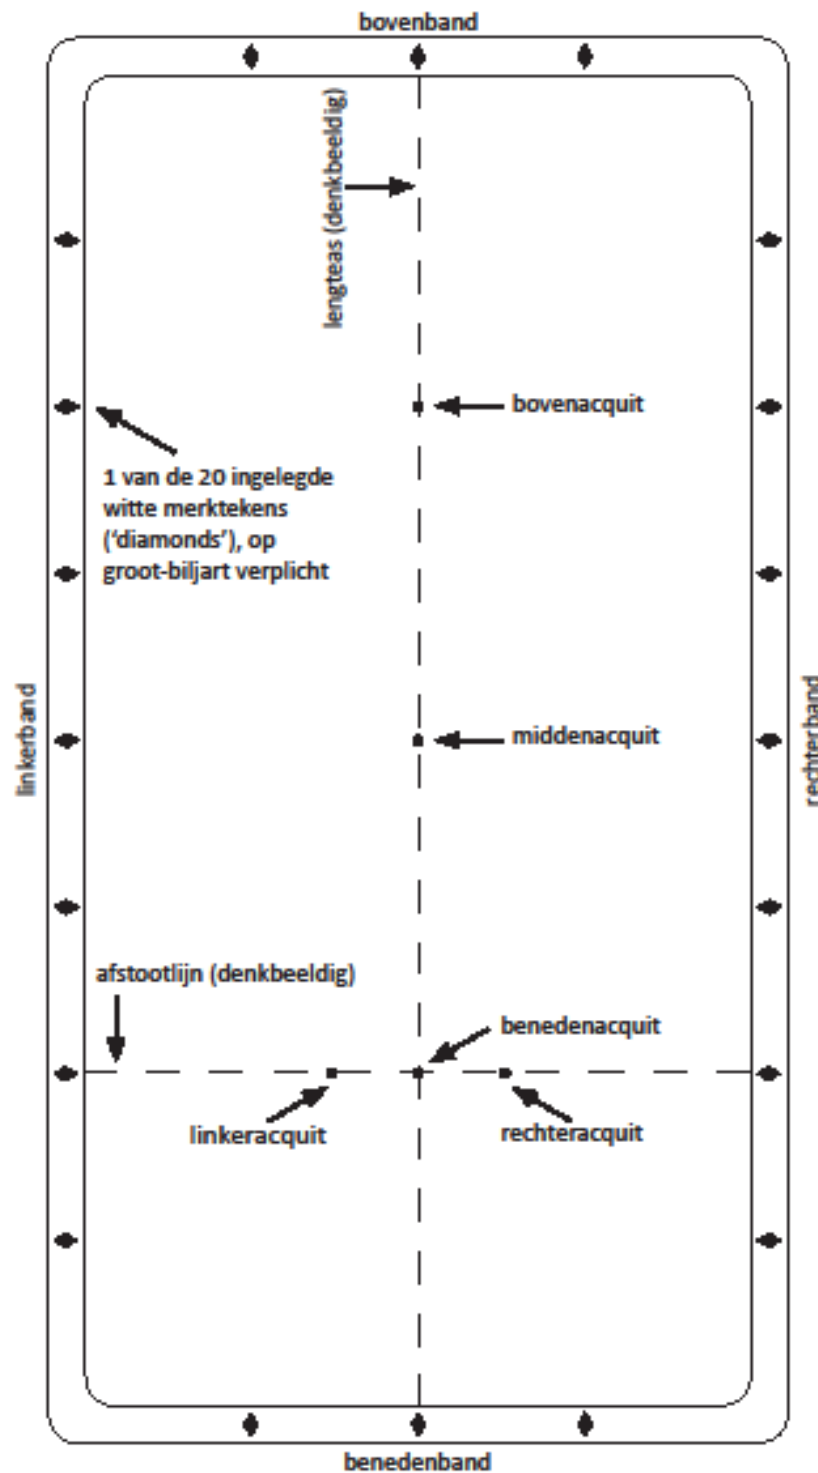 bovenband
lengteas (denkbeeldig)
bovenacquit
1 van de 20 ingelegde
witte merktekens
('diamonds'), op
groot-biljart verplicht
linkerband
middenacquit
rechterband
afstootlijn (denkbeeldig)
benedenacquit
linkeracquit
rechteracquit
benedenband